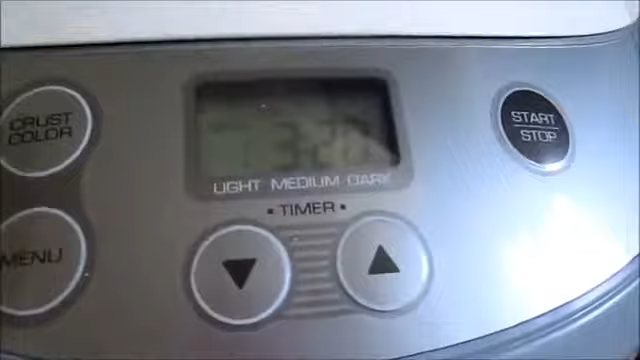 CRUST
COLOR
START
STOP
LIGHT MEDIUM DARK
• TIMER •
MENU